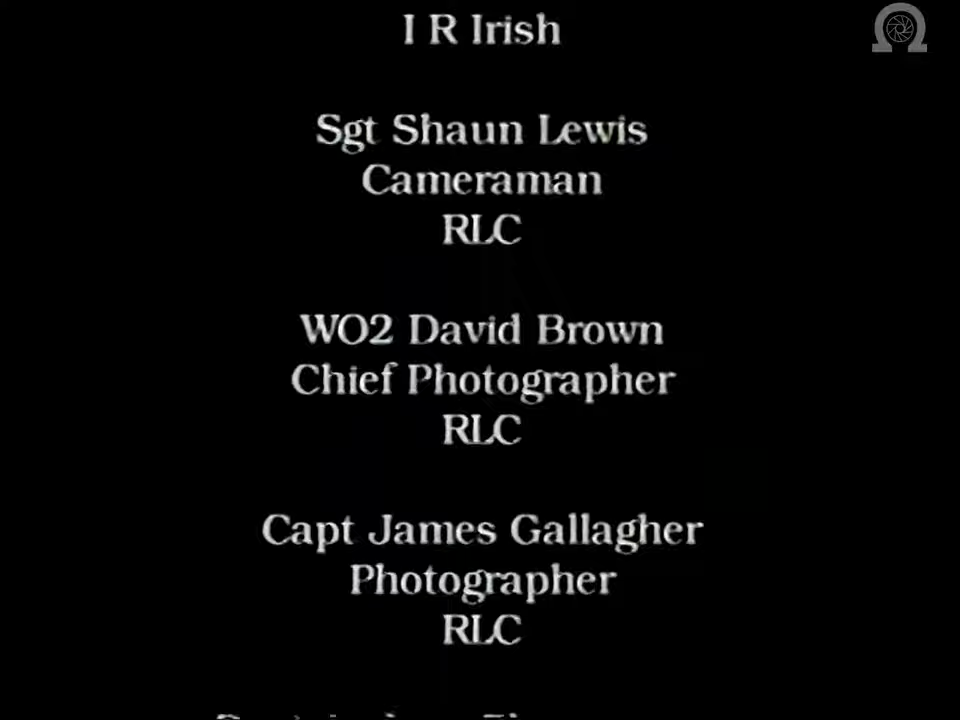 I R Irish
Sgt Shaun Lewis
Cameraman
RLC
WO2 David Brown
Chief Photographer
RLC
Capt James Gallagher
Photographer
RLC